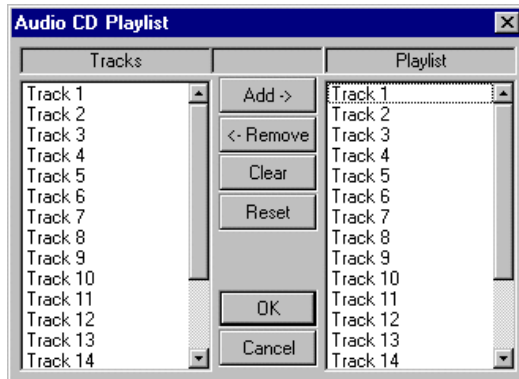 Audio CD Playlist
Tracks
Track 1
Track 2
Track 3
Track 4
Track 5
Track 6
Track 7
Track 8
Track 9
Track 10
Track 11
Track 12
Track 13
Track 14
Add ->
<- Remove
Clear
Reset
OK
Cancel
Playlist
Track 1
Track 2
Track 3
Track 4
Track 5
Track 6
Track 7
Track 8
Track 9
Track 10
Track 11
Track 12
Track 13
Track 14